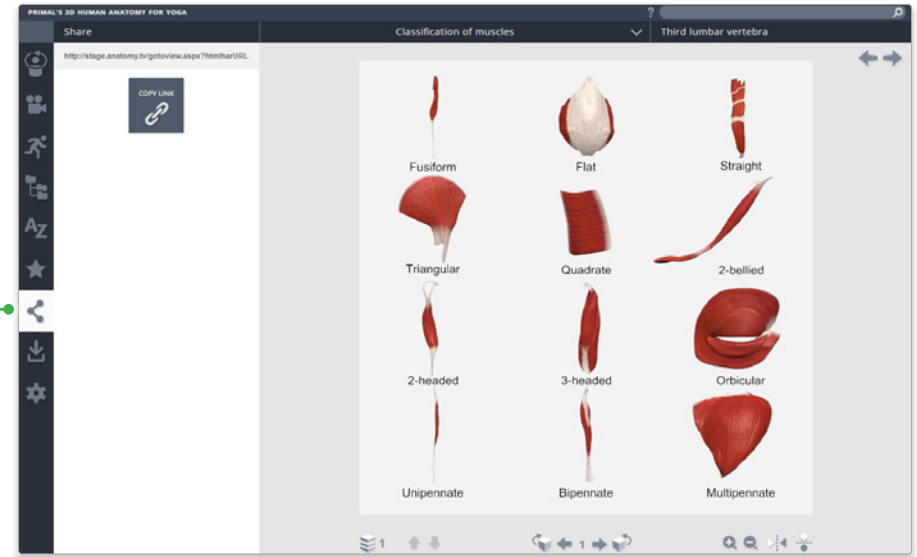 PRIMAL'S 3D HUMAN ANATOMY FOR YOGA
?
Share
Classification of muscles
Third lumbar vertebra
http://stage.anatomy.tv/gotoview.aspx?htmlharURL
COPY LINK
AZ
Fusiform Flat Straight
Triangular Quadrate 2-bellied
2-headed 3-headed Orbicular
Unipennate Bipennate Multipennate
1
1